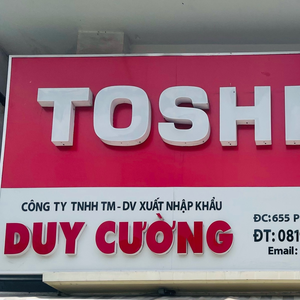 TOSHI
CÔNG TY TNHH TM - DV XUẤT NHẬP KHẨU
DUY CƯỜNG
ĐC: 655 P
ĐT: 081
Email: